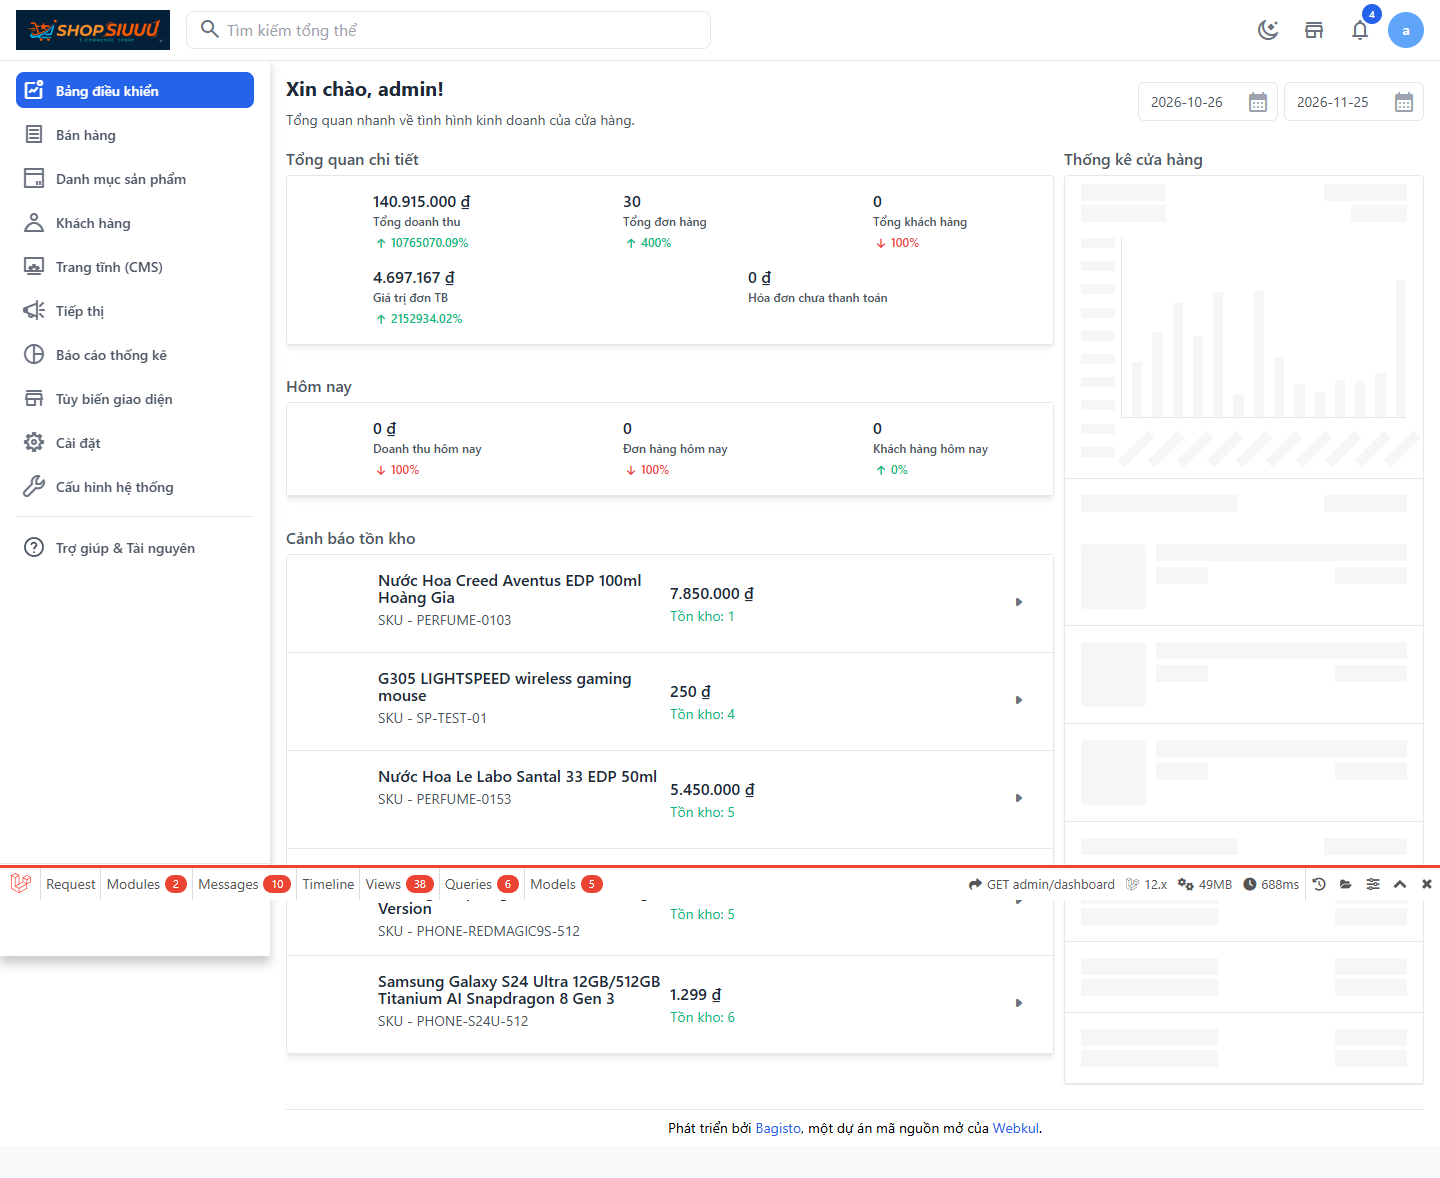 SHOP SIUUU
E-COMMERCE STORE
Tìm kiếm tổng thể
4
a
Bảng điều khiển
Bán hàng
Danh mục sản phẩm
Khách hàng
Trang tĩnh (CMS)
Tiếp thị
Báo cáo thống kê
Tùy biến giao diện
Cài đặt
Cấu hình hệ thống
Trợ giúp & Tài nguyên
Xin chào, admin!
Tổng quan nhanh về tình hình kinh doanh của cửa hàng.
2026-10-26
2026-11-25
Tổng quan chi tiết
140.915.000 ₫
Tổng doanh thu
10765070.09%
30
Tổng đơn hàng
400%
0
Tổng khách hàng
100%
4.697.167 ₫
Giá trị đơn TB
2152934.02%
0 ₫
Hóa đơn chưa thanh toán
Hôm nay
0 ₫
Doanh thu hôm nay
100%
0
Đơn hàng hôm nay
100%
0
Khách hàng hôm nay
0%
Cảnh báo tồn kho
Nước Hoa Creed Aventus EDP 100ml
Hoàng Gia
SKU - PERFUME-0103
7.850.000 ₫
Tồn kho: 1
G305 LIGHTSPEED wireless gaming
mouse
SKU - SP-TEST-01
250 ₫
Tồn kho: 4
Nước Hoa Le Labo Santal 33 EDP 50ml
SKU - PERFUME-0153
5.450.000 ₫
Tồn kho: 5
Version
SKU - PHONE-REDMAGIC9S-512
Tồn kho: 5
Samsung Galaxy S24 Ultra 12GB/512GB
Titanium AI Snapdragon 8 Gen 3
SKU - PHONE-S24U-512
1.299 ₫
Tồn kho: 6
Thống kê cửa hàng
Request
Modules 2
Messages 10
Timeline
Views 38
Queries 6
Models 5
GET admin/dashboard
12.x
49MB
688ms
Phát triển bởi Bagisto, một dự án mã nguồn mở của Webkul.